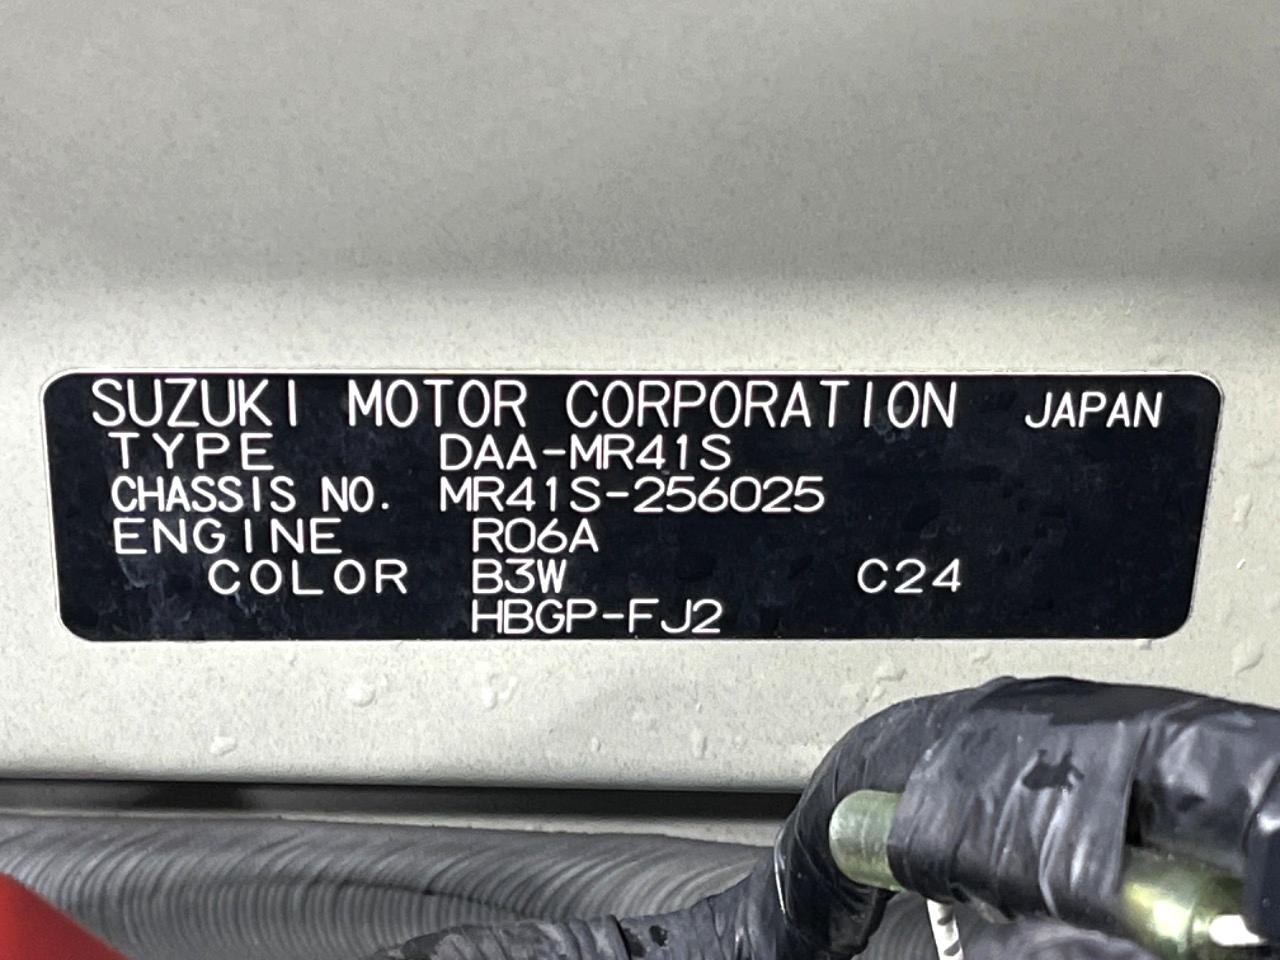 SUZUKI MOTOR CORPORATION JAPAN
TYPE DAA-MR41S
CHASSIS NO. MR41S-256025
ENGINE R06A
COLOR B3W C24
HBGP-FJ2